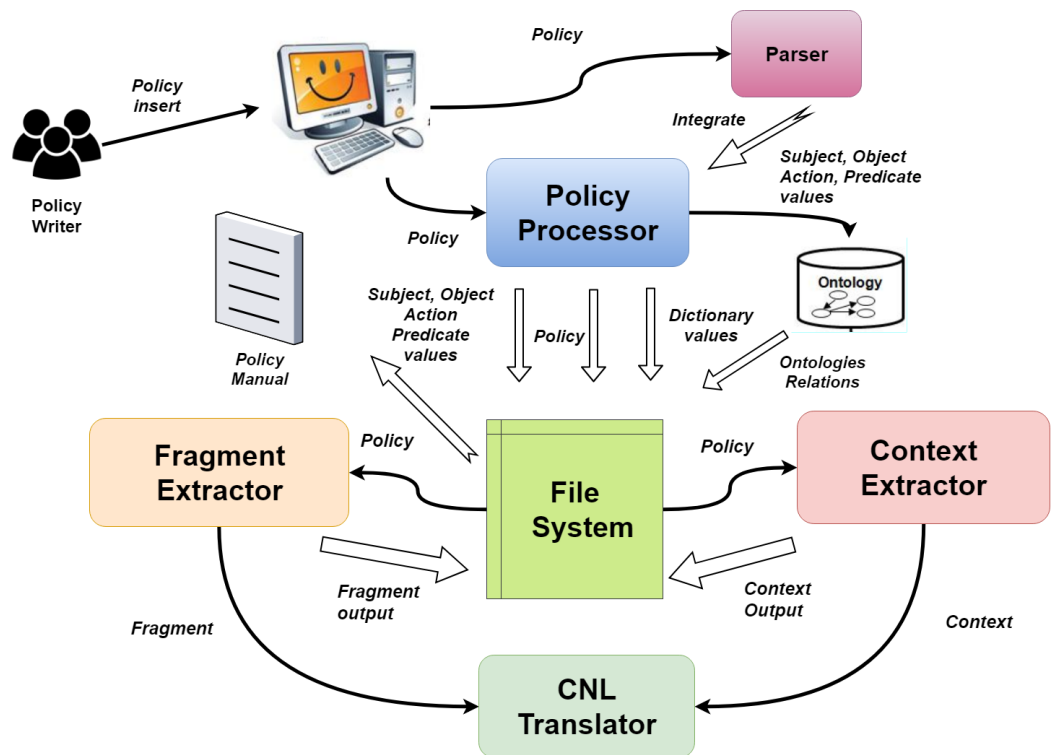 Policy
Parser
Policy
insert
Integrate
Subject, Object
Action, Predicate
values
Policy
Writer
Policy
Processor
Policy
Ontology
Subject, Object
Action
Predicate
values
Policy
Dictionary
values
Policy
Manual
Ontologies
Relations
Fragment
Extractor
Policy
File
System
Policy
Context
Extractor
Fragment
output
Context
Output
Fragment
Context
CNL
Translator